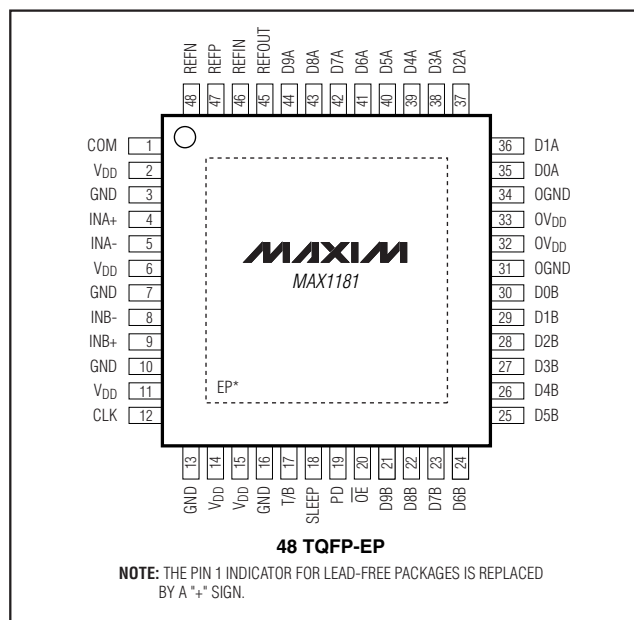 REFN REFP REFIN REFOUT D9A D8A D7A D6A D5A D4A D3A D2A
48 47 46 45 44 43 42 41 40 39 38 37
COM 1 36 D1A
VDD 2 35 D0A
GND 3 34 OGND
INA+ 4 33 OVDD
INA- 5 32 OVDD
VDD 6 31 OGND
GND 7 30 D0B
INB- 8 29 D1B
INB+ 9 28 D2B
GND 10 27 D3B
VDD 11 26 D4B
CLK 12 25 D5B
MAXIM
MAX1181
EP*
13 14 15 16 17 18 19 20 21 22 23 24
GND VDD VDD GND T/B SLEEP PD OE D9B D8B D7B D6B
48 TQFP-EP
NOTE: THE PIN 1 INDICATOR FOR LEAD-FREE PACKAGES IS REPLACED
BY A "+" SIGN.